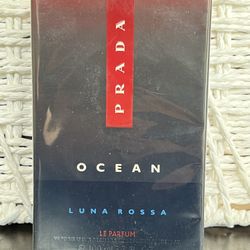 PRADA
OCEAN
LUNA ROSSA
LE PARFUM